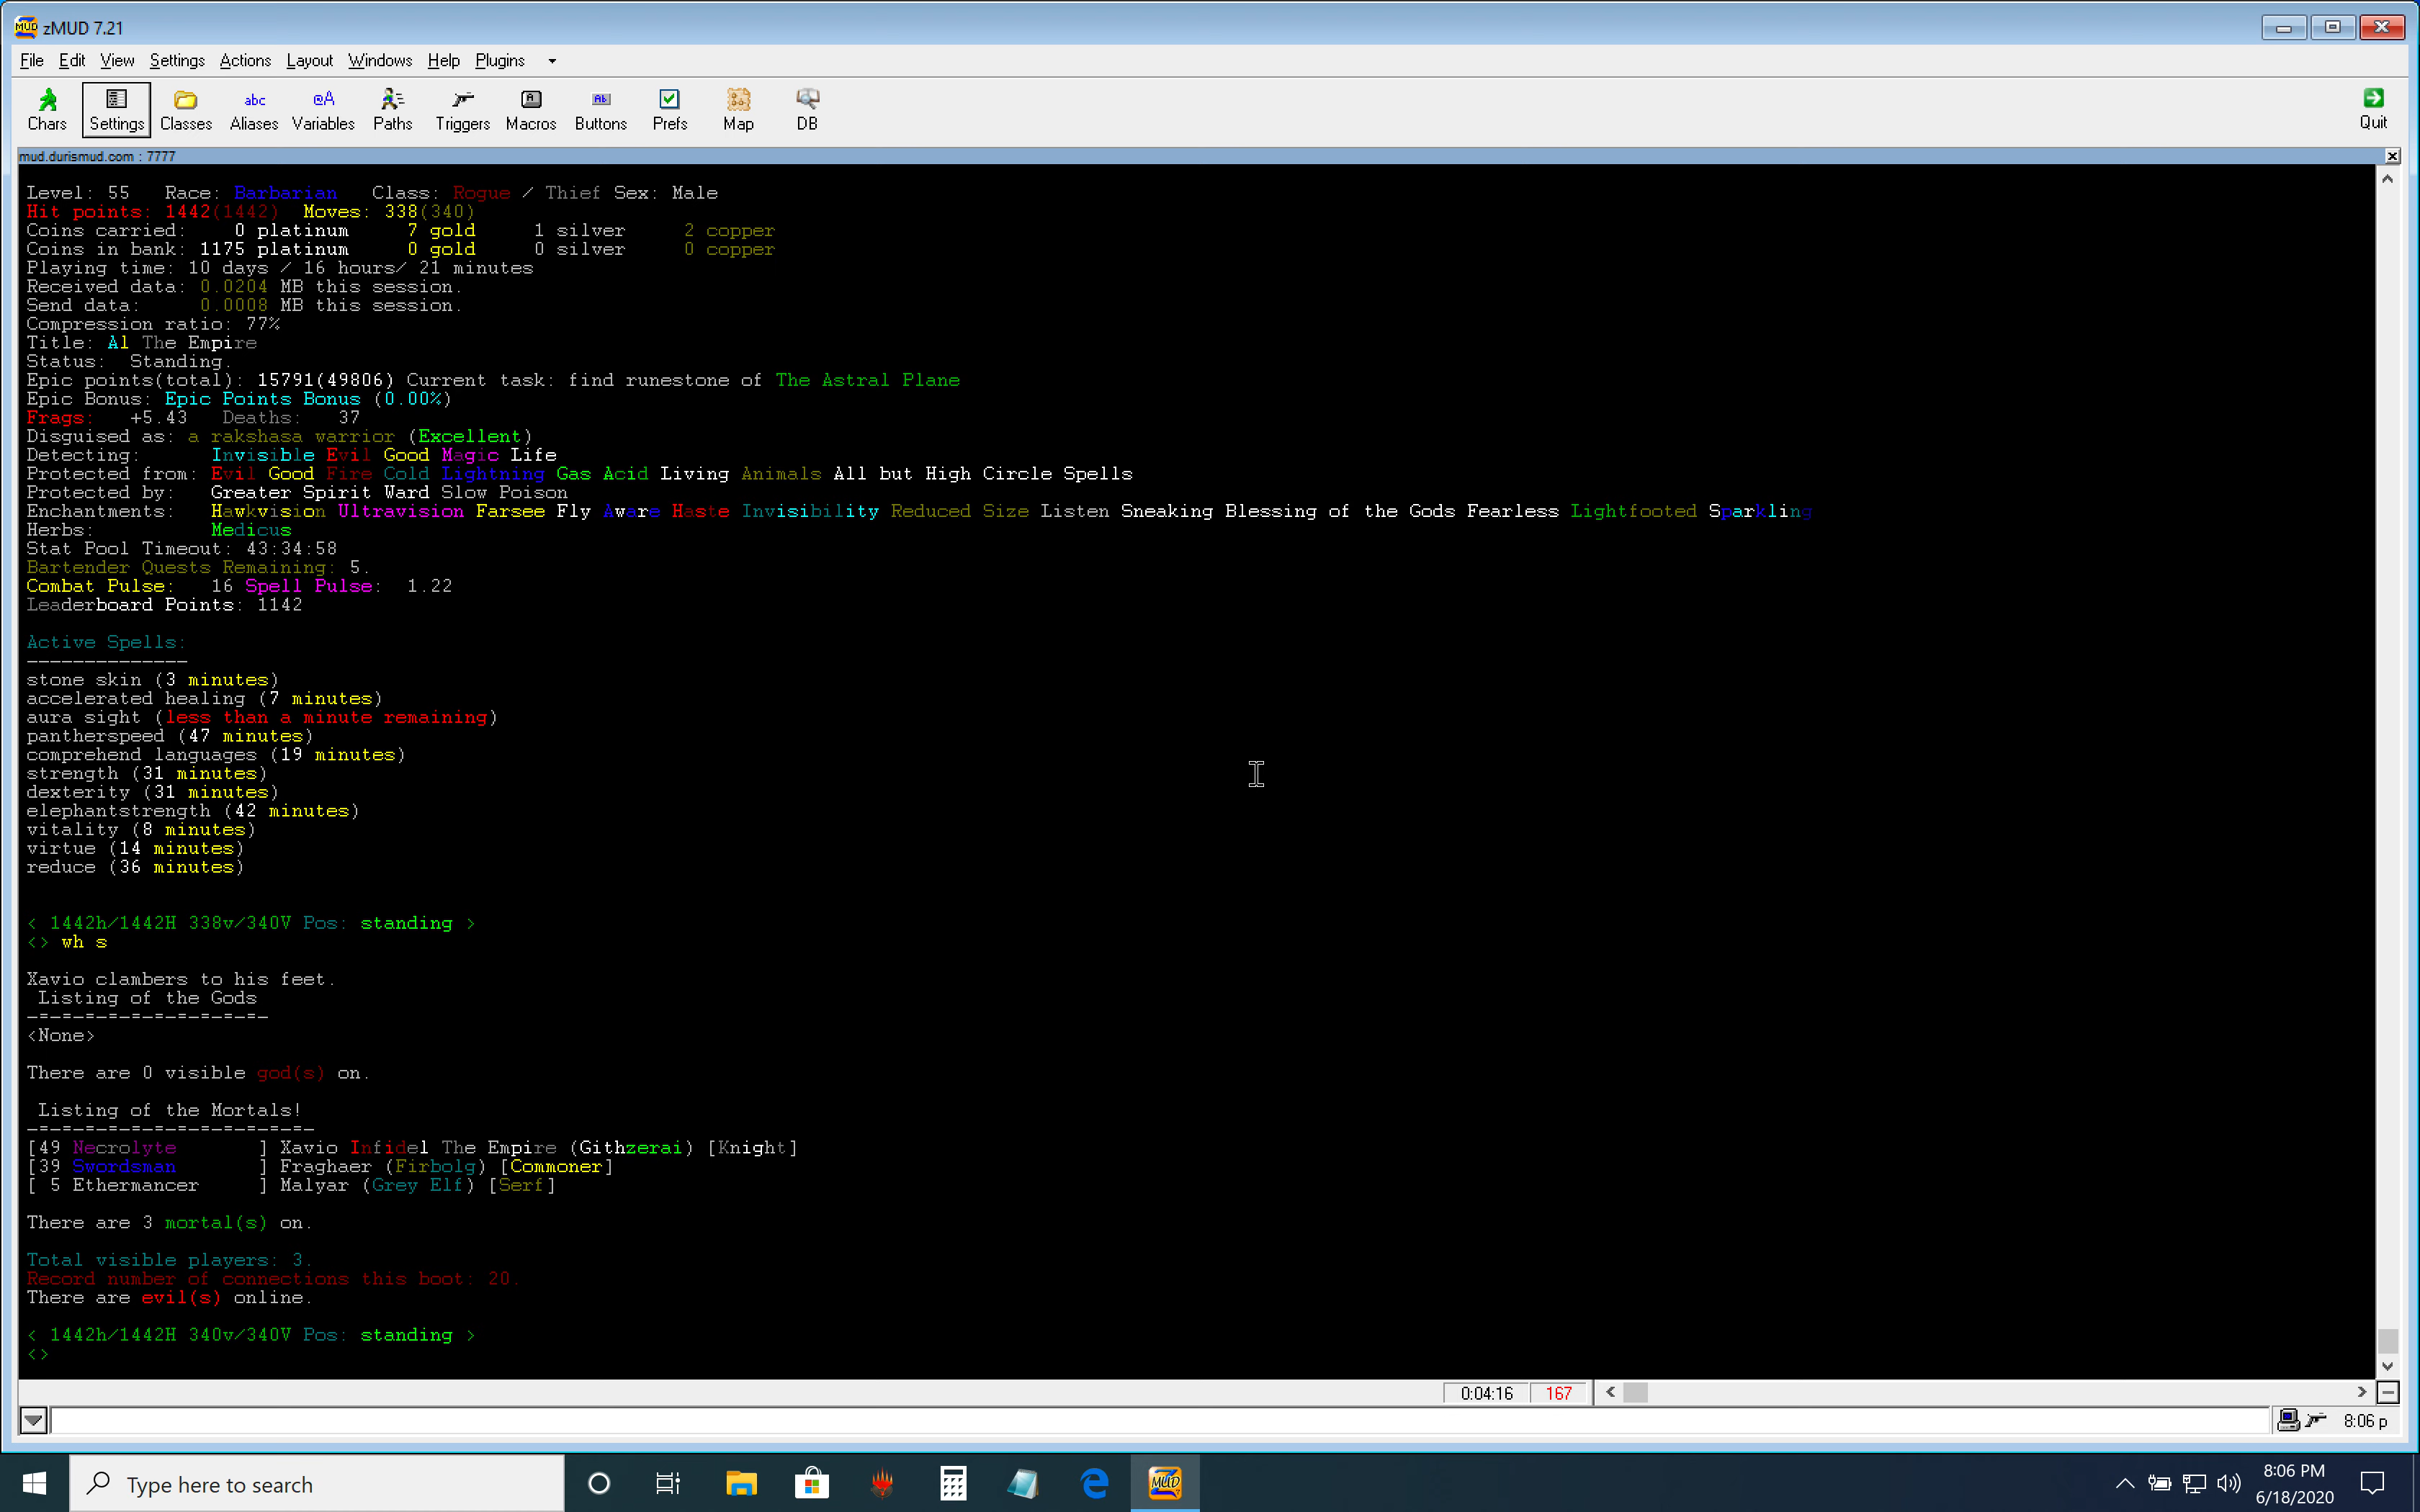 zMUD 7.21
File Edit View Settings Actions Layout Windows Help Plugins
Chars Settings Classes Aliases Variables Paths Triggers Macros Buttons Prefs Map DB Quit
mud.durismud.com : 7777
Level: 55 Race: Barbarian Class: Rogue / Thief Sex: Male
Hit points: 1442(1442) Moves: 338(340)
Coins carried: 0 platinum 7 gold 1 silver 2 copper
Coins in bank: 1175 platinum 0 gold 0 silver 0 copper
Playing time: 10 days / 16 hours/ 21 minutes
Received data: 0.0204 MB this session.
Send data: 0.0008 MB this session.
Compression ratio: 77%
Title: Al The Empire
Status: Standing.
Epic points(total): 15791(49806) Current task: find runestone of The Astral Plane
Epic Bonus: Epic Points Bonus (0.00%)
Frags: +5.43 Deaths: 37
Disguised as: a rakshasa warrior (Excellent)
Detecting: Invisible Evil Good Magic Life
Protected from: Evil Good Fire Cold Lightning Gas Acid Living Animals All but High Circle Spells
Protected by: Greater Spirit Ward Slow Poison
Enchantments: Hawkvision Ultravision Farsee Fly Aware Haste Invisibility Reduced Size Listen Sneaking Blessing of the Gods Fearless Lightfooted Sparkling
Herbs: Medicus
Stat Pool Timeout: 43:34:58
Bartender Quests Remaining: 5.
Combat Pulse: 16 Spell Pulse: 1.22
Leaderboard Points: 1142
Active Spells:
--------------
stone skin (3 minutes)
accelerated healing (7 minutes)
aura sight (less than a minute remaining)
pantherspeed (47 minutes)
comprehend languages (19 minutes)
strength (31 minutes)
dexterity (31 minutes)
elephantstrength (42 minutes)
vitality (8 minutes)
virtue (14 minutes)
reduce (36 minutes)
< 1442h/1442H 338v/340V Pos: standing >
<> wh s
Xavio clambers to his feet.
Listing of the Gods
-=-=-=-=-=-=-=-=-=-=-
<None>
There are 0 visible god(s) on.
Listing of the Mortals!
-=-=-=-=-=-=-=-=-=-=-=-=-
[49 Necrolyte ] Xavio Infidel The Empire (Githzerai) [Knight]
[39 Swordsman ] Fraghaer (Firbolg) [Commoner]
[ 5 Ethermancer ] Malyar (Grey Elf) [Serf]
There are 3 mortal(s) on.
Total visible players: 3.
Record number of connections this boot: 20.
There are evil(s) online.
< 1442h/1442H 340v/340V Pos: standing >
<>
0:04:16 167
8:06 p
Type here to search
8:06 PM
6/18/2020